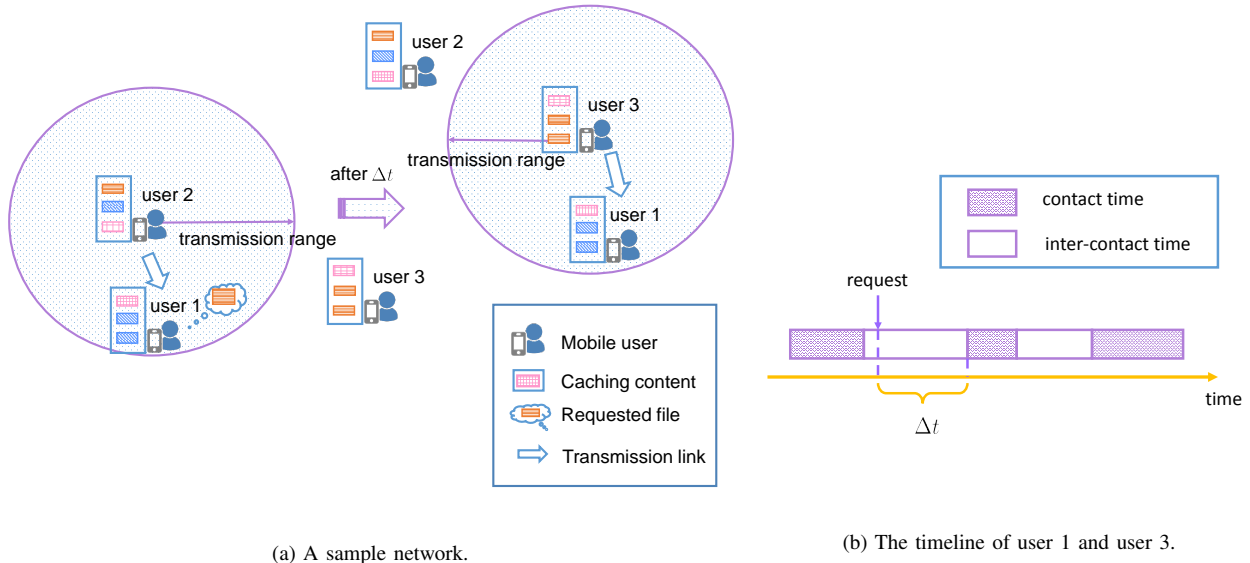 user 2
transmission range
user 1
after Δt
user 3
user 2
user 3
transmission range
user 1
Mobile user
Caching content
Requested file
Transmission link
(a) A sample network.
contact time
inter-contact time
request
time
Δt
(b) The timeline of user 1 and user 3.